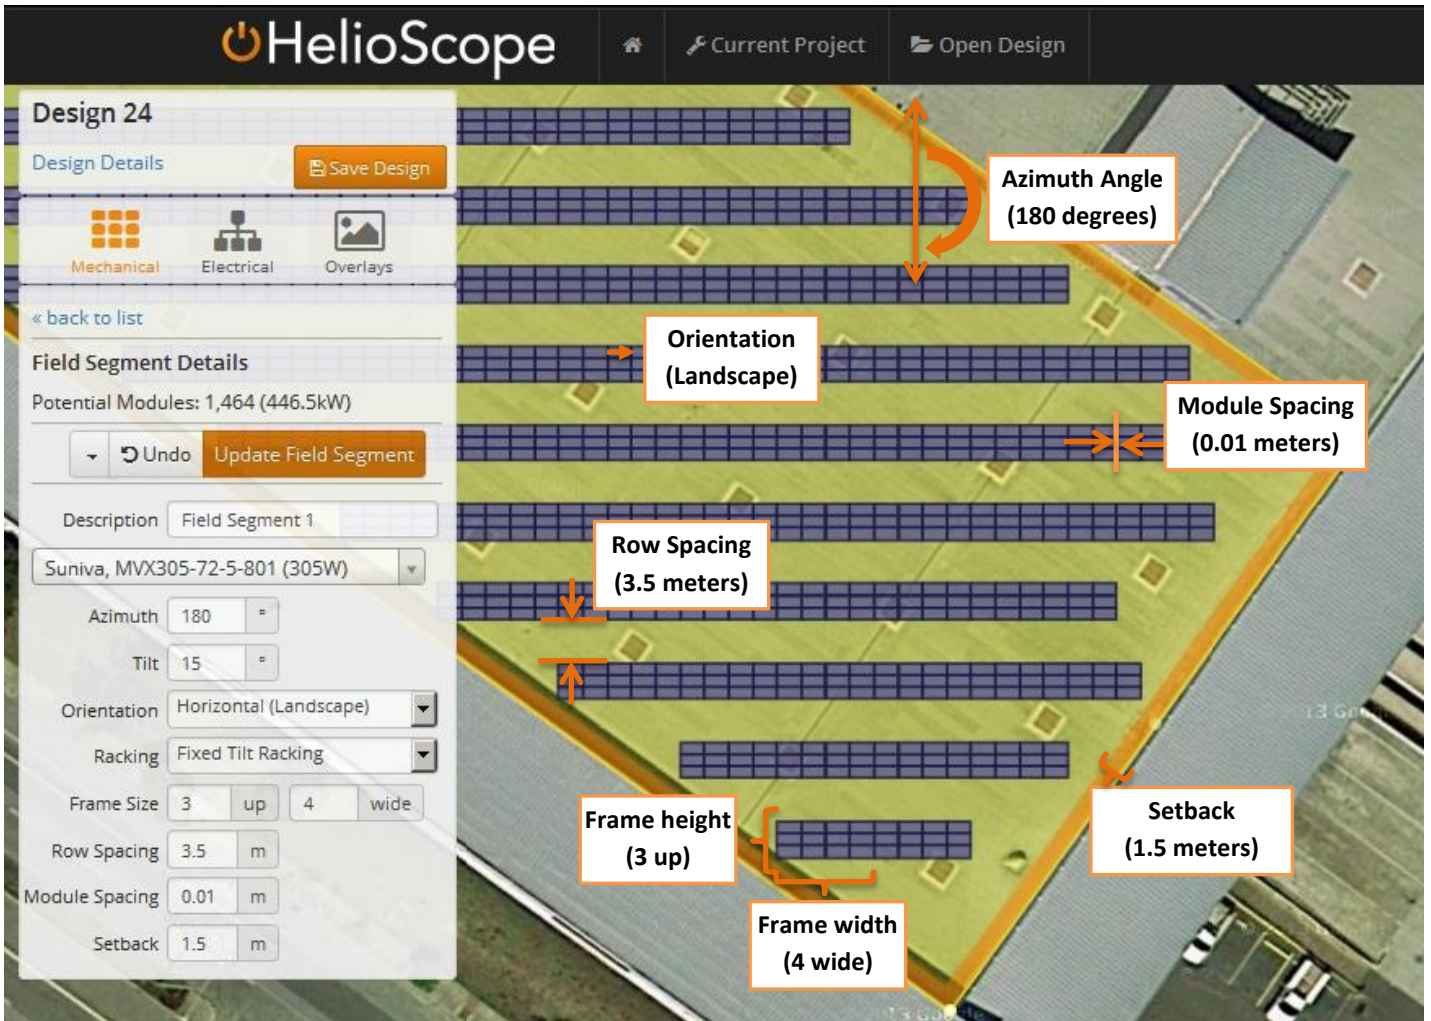 HelioScope
Current Project
Open Design
Design 24
Design Details
Save Design
Mechanical
Electrical
Overlays
« back to list
Field Segment Details
Potential Modules: 1,464 (446.5kW)
Undo
Update Field Segment
Description
Field Segment 1
Suniva, MVX305-72-5-801 (305W)
Azimuth 180 °
Tilt 15 °
Orientation Horizontal (Landscape)
Racking Fixed Tilt Racking
Frame Size 3 up 4 wide
Row Spacing 3.5 m
Module Spacing 0.01 m
Setback 1.5 m
Azimuth Angle
(180 degrees)
Orientation
(Landscape)
Module Spacing
(0.01 meters)
Row Spacing
(3.5 meters)
Frame height
(3 up)
Setback
(1.5 meters)
Frame width
(4 wide)